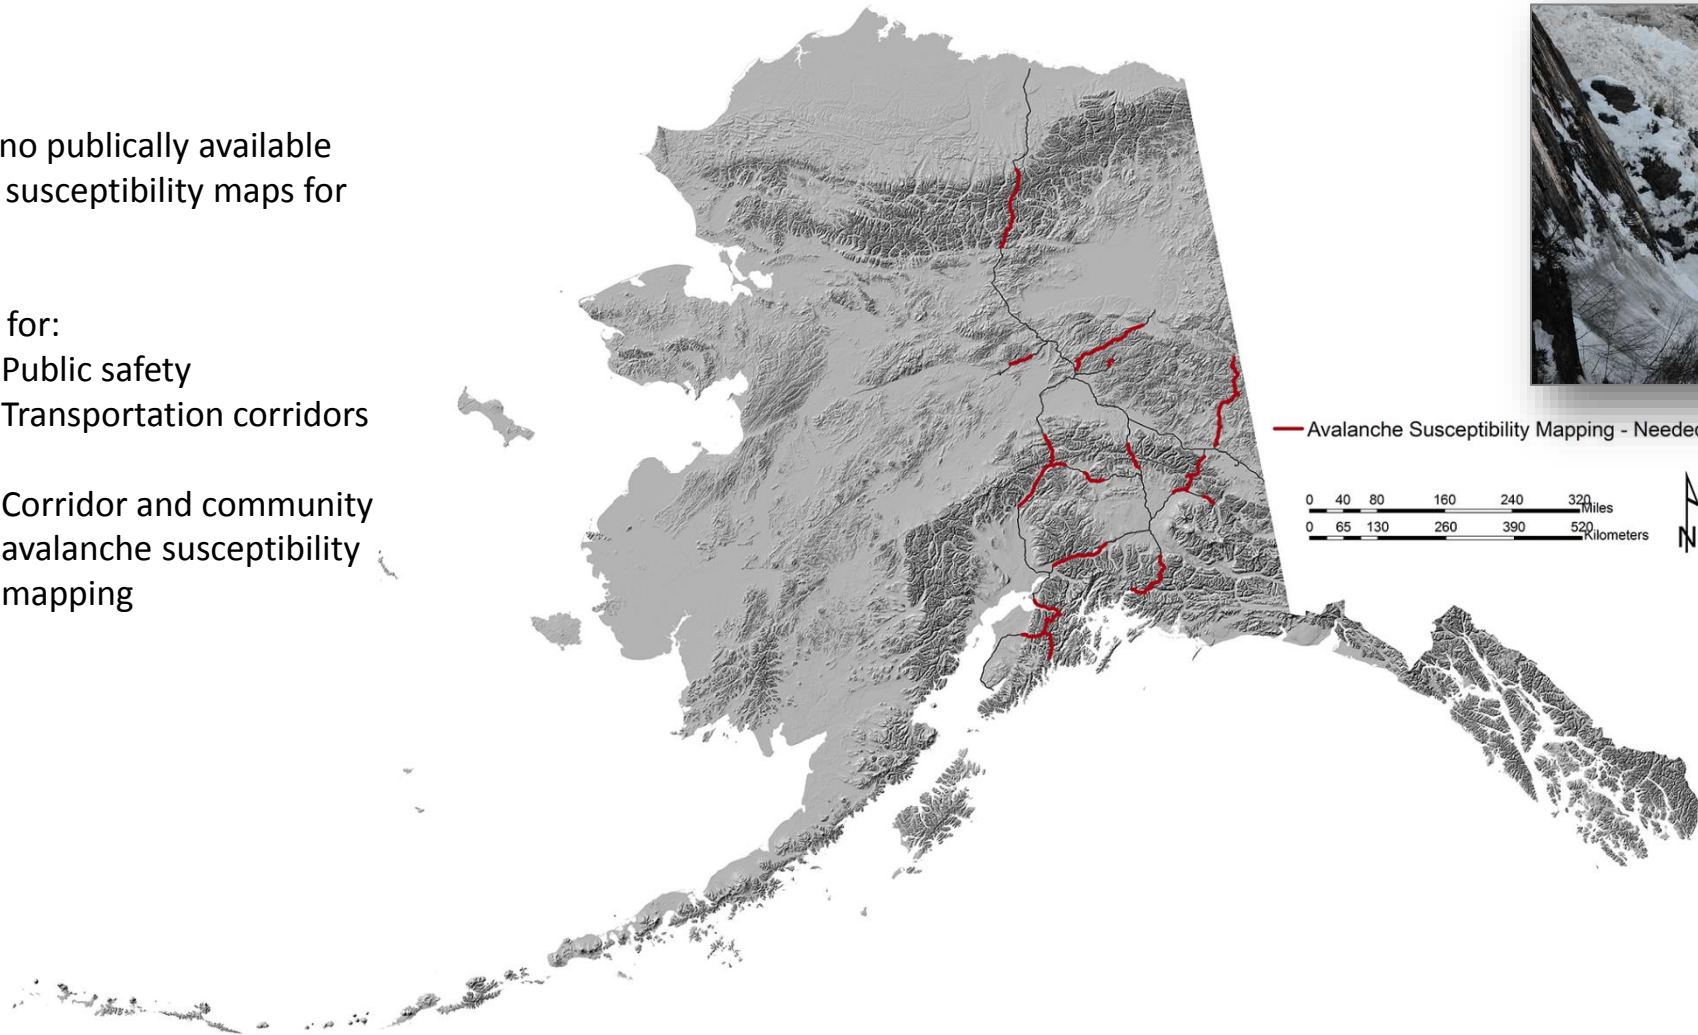 no publically available
susceptibility maps for
for:
Public safety
Transportation corridors
Corridor and community
avalanche susceptibility
mapping
Avalanche Susceptibility Mapping - Needed
0 40 80 160 240 320
Miles
0 65 130 260 390 520
Kilometers
N